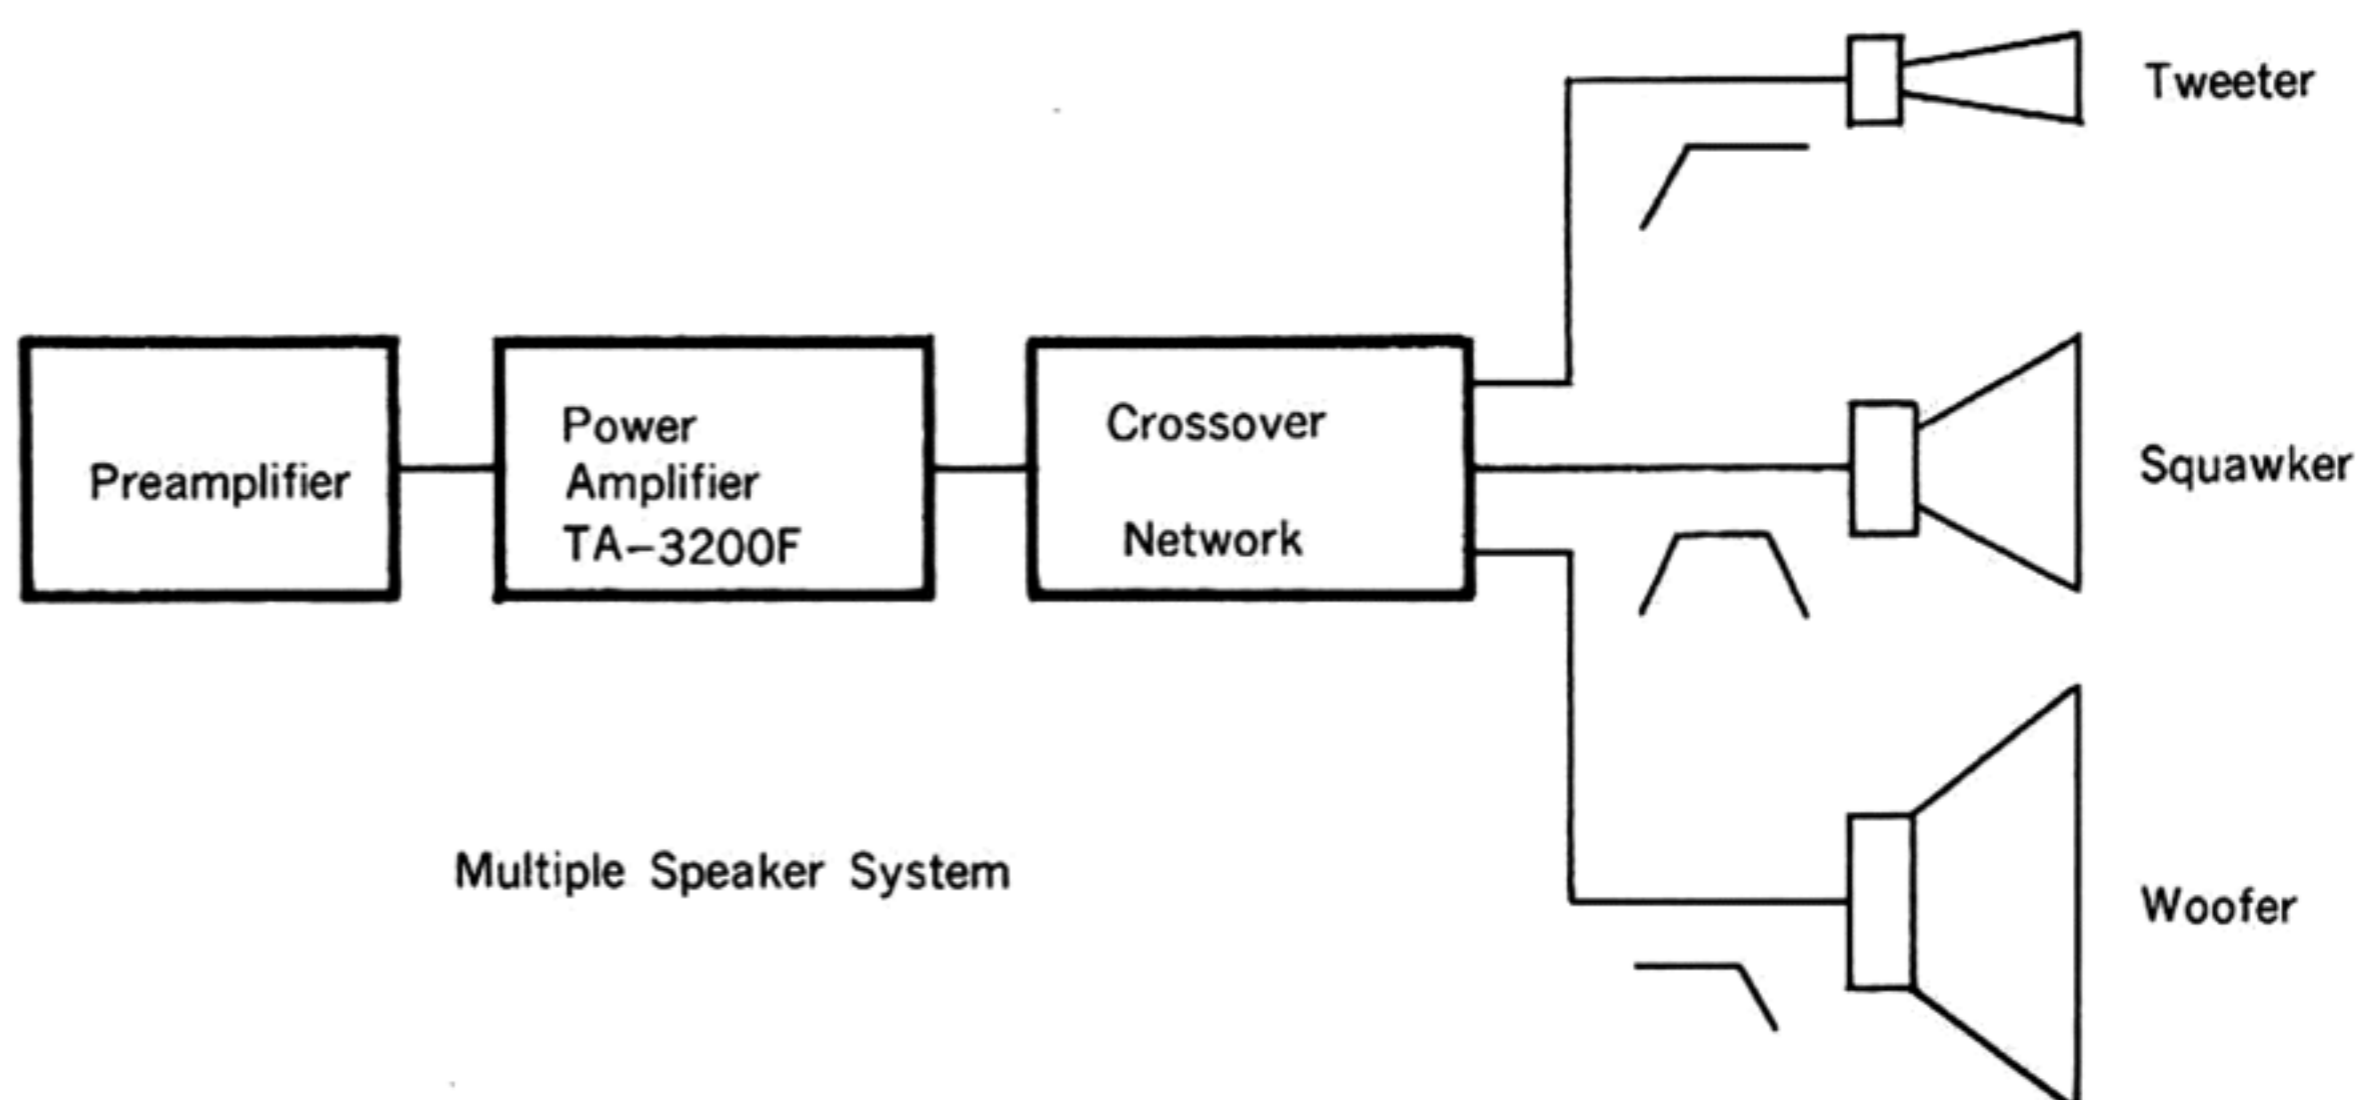 Tweeter
Preamplifier
Power
Amplifier
TA-3200F
Crossover
Network
Squawker
Multiple Speaker System
Woofer